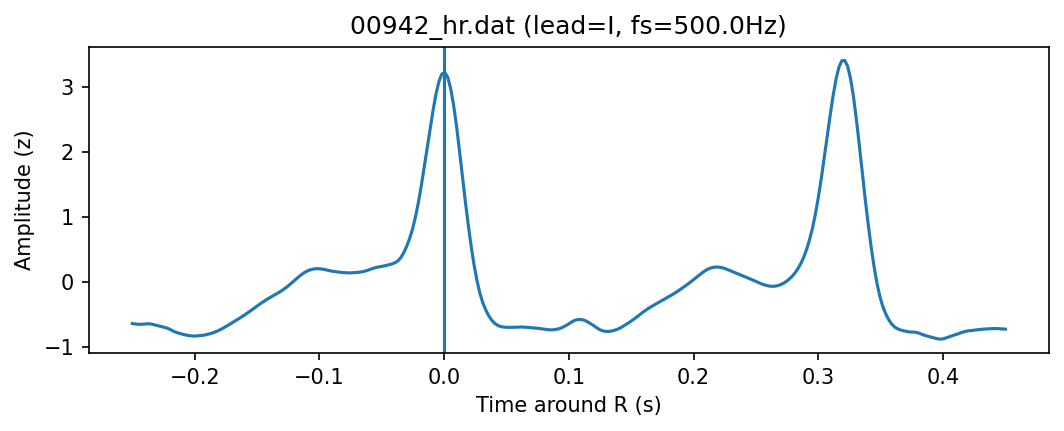 00942_hr.dat (lead=I, fs=500.0Hz)
Amplitude (z)
3
2
1
0
−1
−0.2 −0.1 0.0 0.1 0.2 0.3 0.4
Time around R (s)